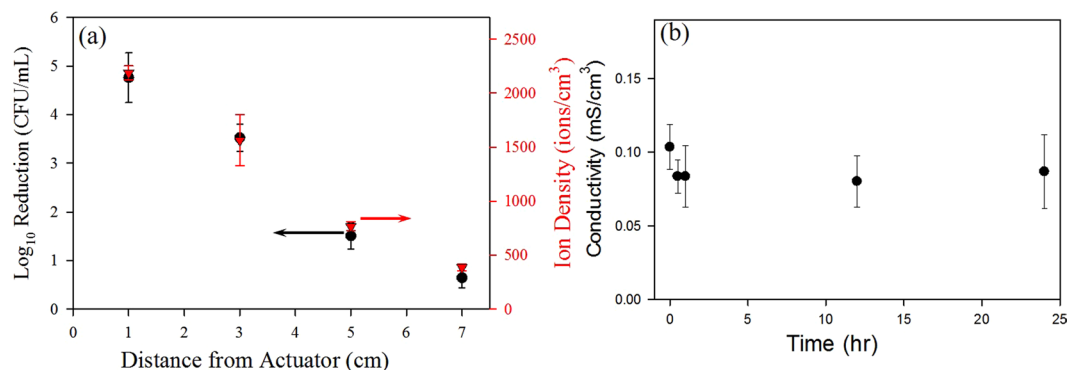 (a)
Log10 Reduction (CFU/mL)
6
5
4
3
2
1
0
2500
2000
1500
1000
500
0
Ion Density (ions/cm3)
0 1 2 3 4 5 6 7
Distance from Actuator (cm)
(b)
Conductivity (mS/cm3)
0.15
0.10
0.05
0.00
0 5 10 15 20 25
Time (hr)